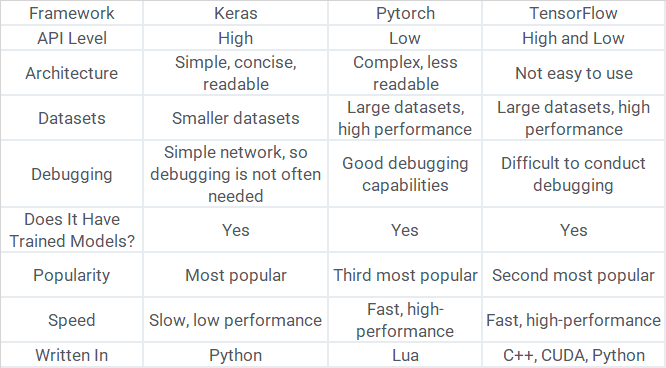 Framework Keras Pytorch TensorFlow
API Level High Low High and Low
Architecture Simple, concise, readable Complex, less readable Not easy to use
Datasets Smaller datasets Large datasets, high performance Large datasets, high performance
Debugging Simple network, so debugging is not often needed Good debugging capabilities Difficult to conduct debugging
Does It Have Trained Models? Yes Yes Yes
Popularity Most popular Third most popular Second most popular
Speed Slow, low performance Fast, high-performance Fast, high-performance
Written In Python Lua C++, CUDA, Python